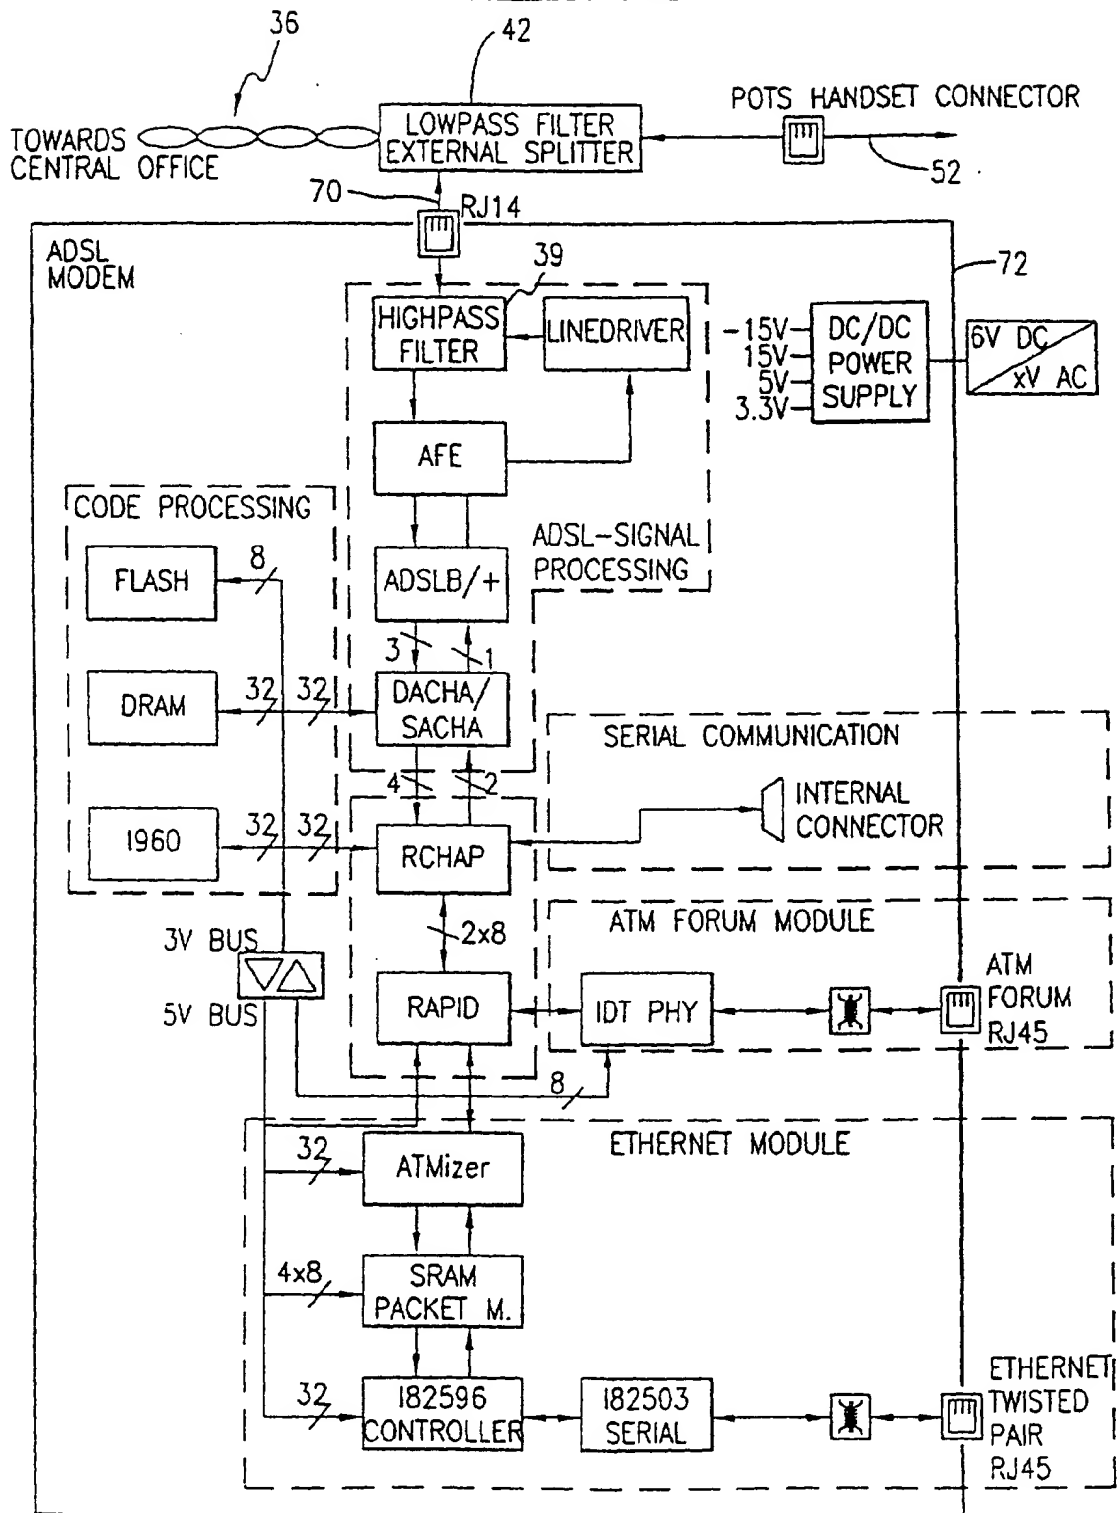 36
42
POTS HANDSET CONNECTOR
TOWARDS
CENTRAL OFFICE
LOWPASS FILTER
EXTERNAL SPLITTER
52
70
RJ14
ADSL
MODEM
39
72
HIGHPASS
FILTER
LINEDRIVER
-15V
15V
5V
3.3V
DC/DC
POWER
SUPPLY
6V DC
xV AC
AFE
CODE PROCESSING
ADSL-SIGNAL
PROCESSING
FLASH
8
ADSLB/+
3
1
DRAM
32
32
DACHA/
SACHA
SERIAL COMMUNICATION
4
2
INTERNAL
CONNECTOR
I960
32
32
RCHAP
2x8
ATM FORUM MODULE
3V BUS
5V BUS
RAPID
IDT PHY
ATM
FORUM
RJ45
8
ETHERNET MODULE
32
ATMizer
4x8
SRAM
PACKET M.
32
I82596
CONTROLLER
I82503
SERIAL
ETHERNET
TWISTED
PAIR
RJ45